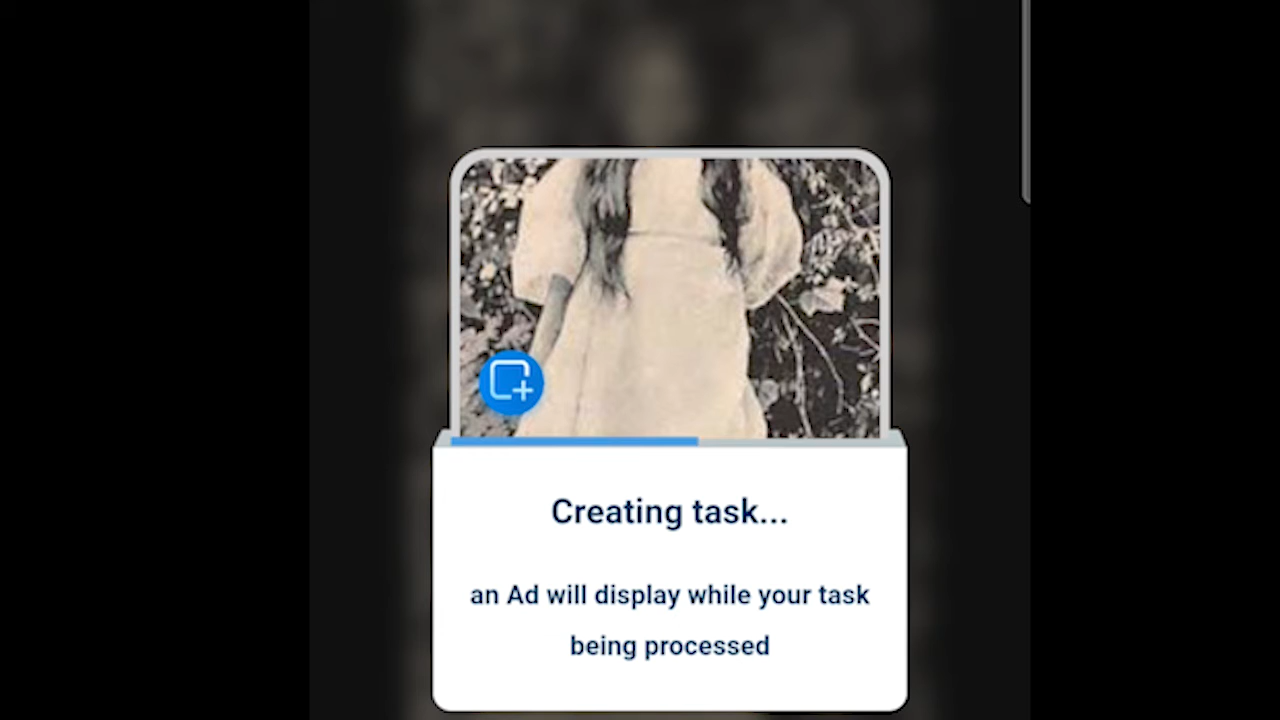 Creating task...
an Ad will display while your task
being processed